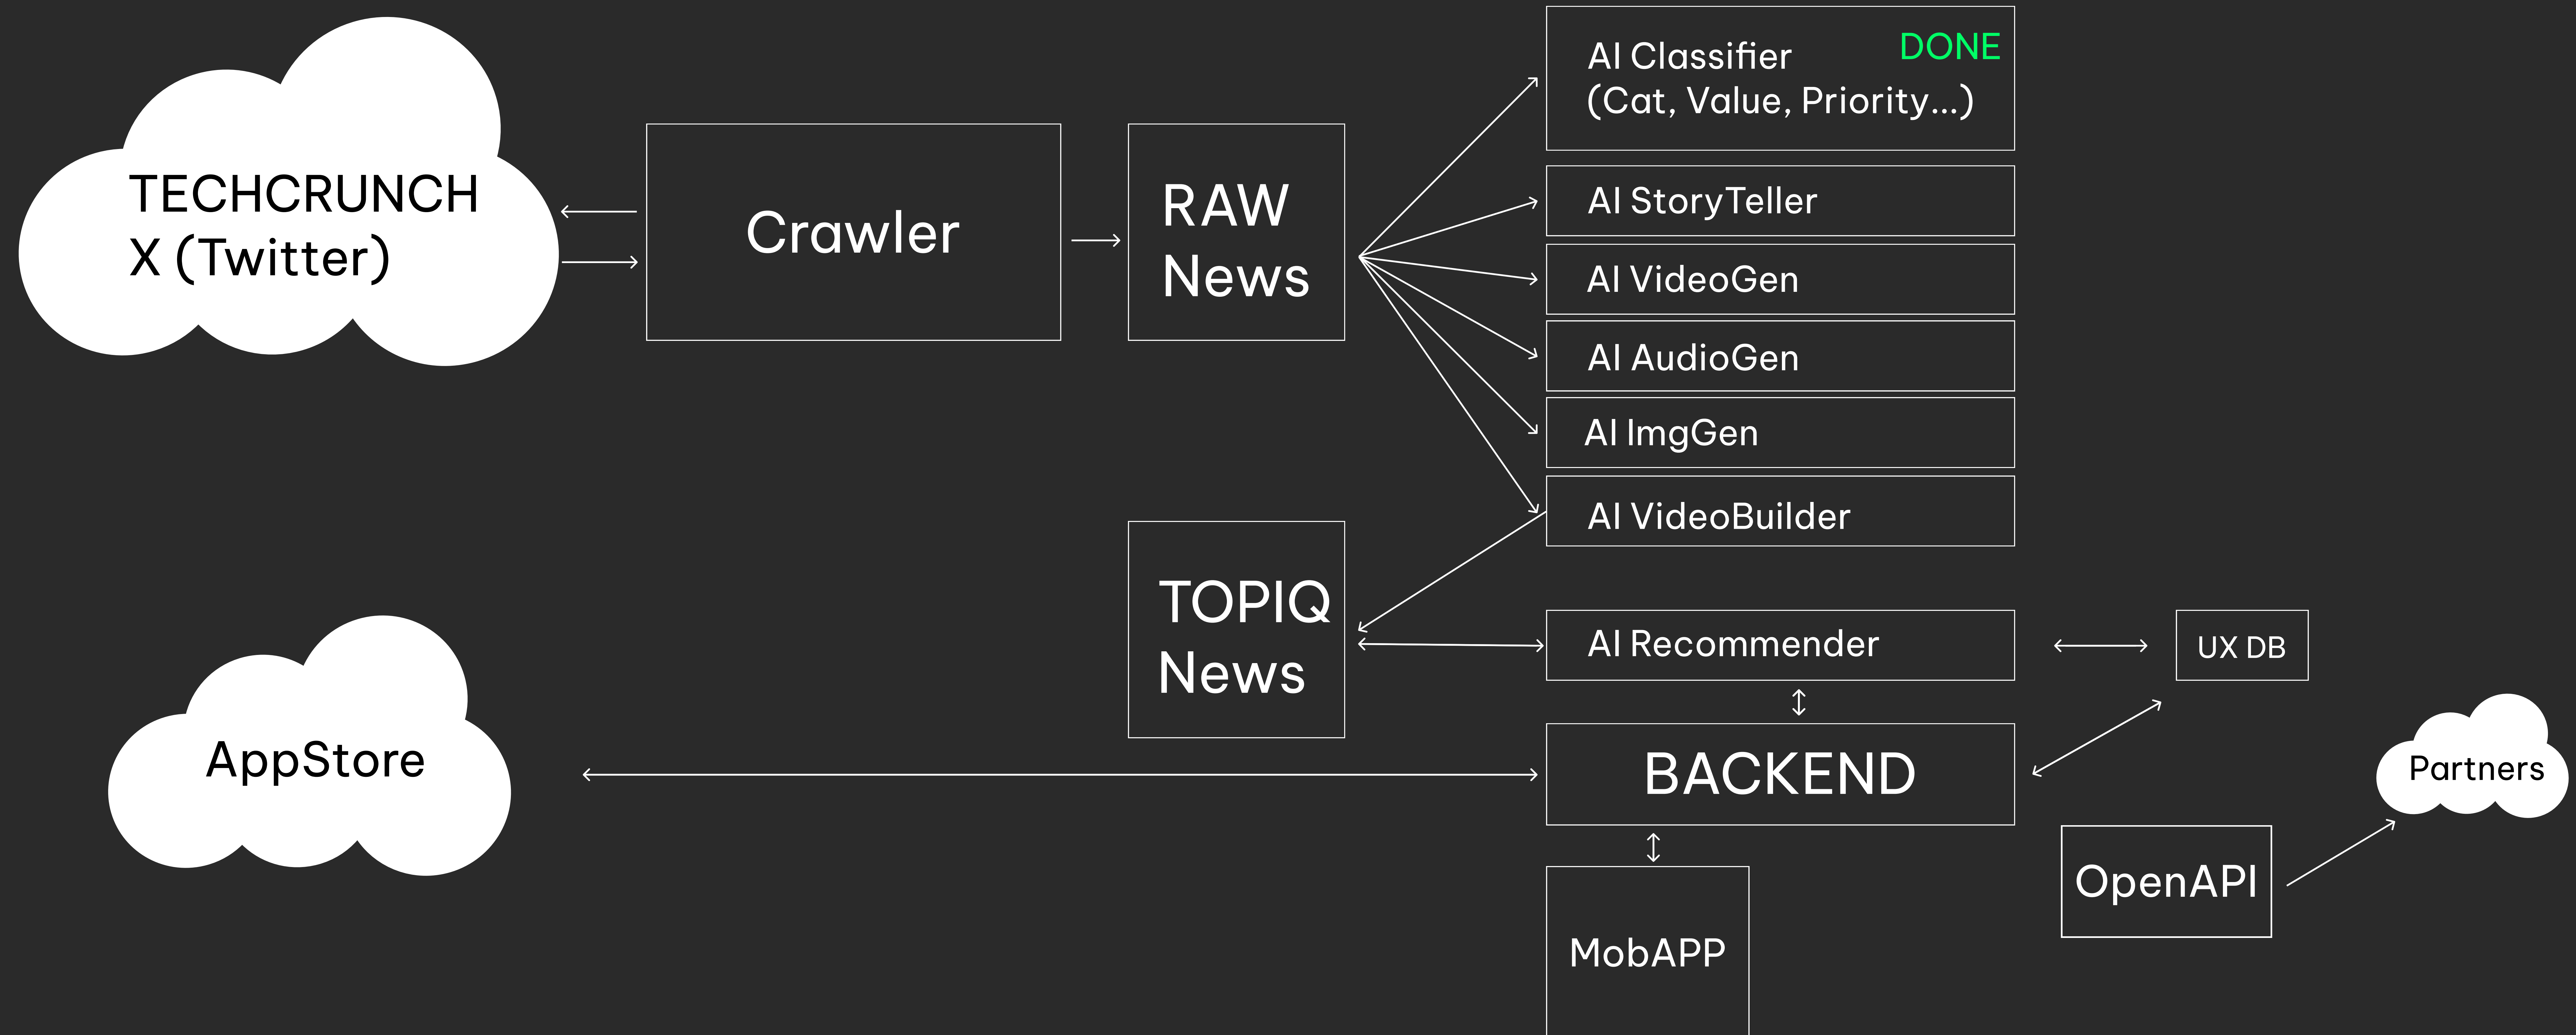 TECHCRUNCH
X (Twitter)
Crawler
RAW
News
AI Classifier
DONE
(Cat, Value, Priority...)
AI StoryTeller
AI VideoGen
AI AudioGen
AI ImgGen
AI VideoBuilder
TOPIQ
News
AI Recommender
UX DB
AppStore
BACKEND
Partners
OpenAPI
MobAPP